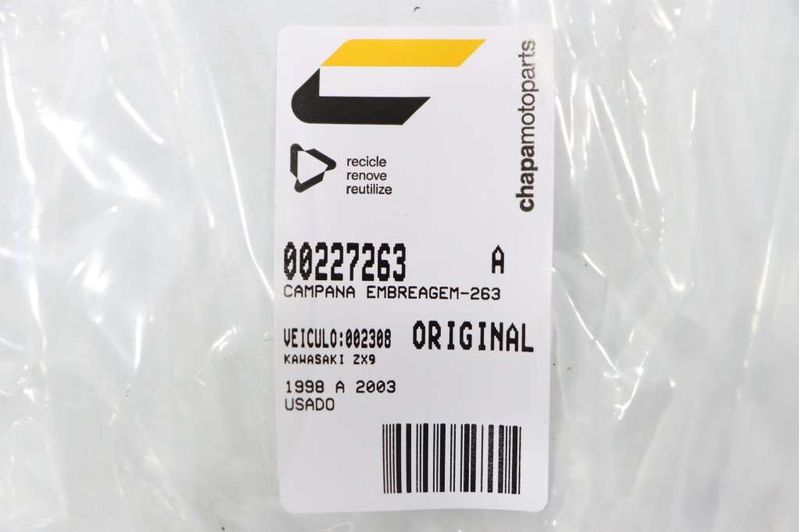 chapamotoparts
recicle
renove
reutilize
00227263 A
CAMPANA EMBREAGEM-263
VEICULO:002308 ORIGINAL
KAWASAKI ZX9
1998 A 2003
USADO